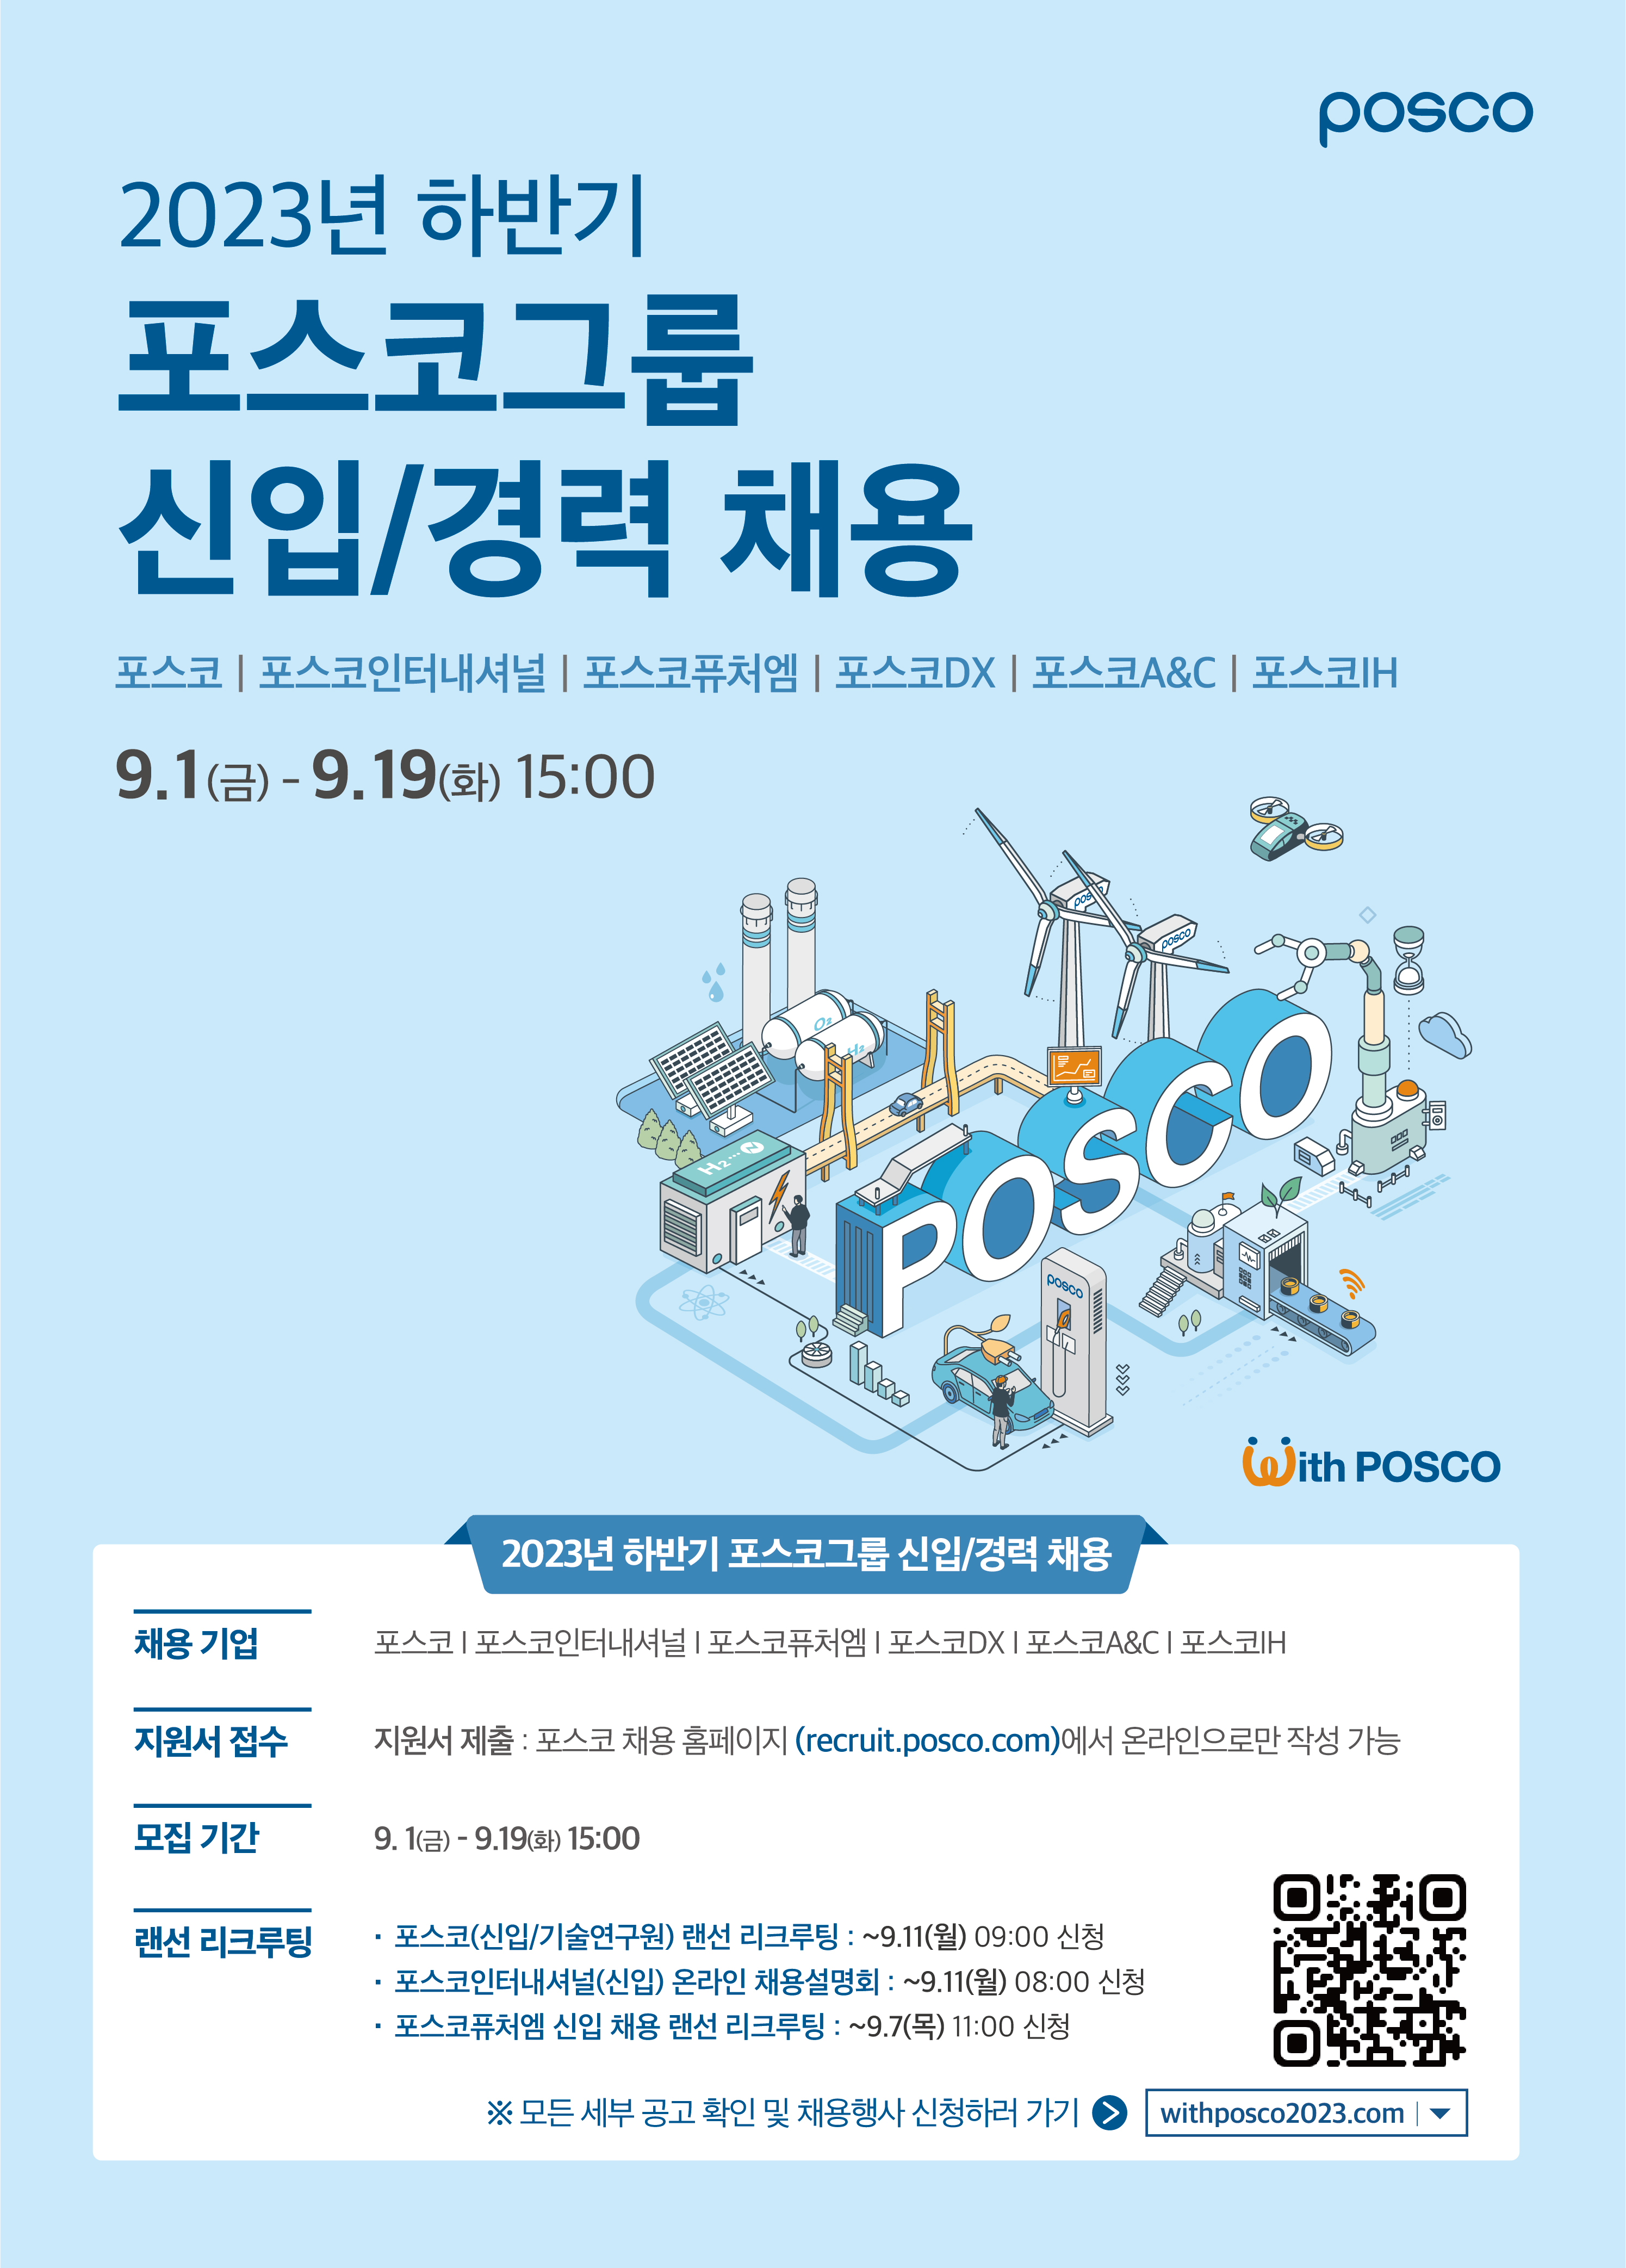 posco
2023년 하반기
포스코그룹
신입/경력 채용
포스코 | 포스코인터내셔널 | 포스코퓨처엠 | 포스코DX | 포스코A&C | 포스코IH
9.1(금) - 9.19(화) 15:00
posco
posco
O₂
H₂
H2
POSCO
posco
With POSCO
2023년 하반기 포스코그룹 신입/경력 채용
채용 기업
포스코 I 포스코인터내셔널 I 포스코퓨처엠 I 포스코DX I 포스코A&C I 포스코IH
지원서 접수
지원서 제출 : 포스코 채용 홈페이지 (recruit.posco.com)에서 온라인으로만 작성 가능
모집 기간
9. 1(금) - 9.19(화) 15:00
랜선 리크루팅
· 포스코(신입/기술연구원) 랜선 리크루팅 : ~9.11(월) 09:00 신청
· 포스코인터내셔널(신입) 온라인 채용설명회 : ~9.11(월) 08:00 신청
· 포스코퓨처엠 신입 채용 랜선 리크루팅 : ~9.7(목) 11:00 신청
※ 모든 세부 공고 확인 및 채용행사 신청하러 가기
withposco2023.com